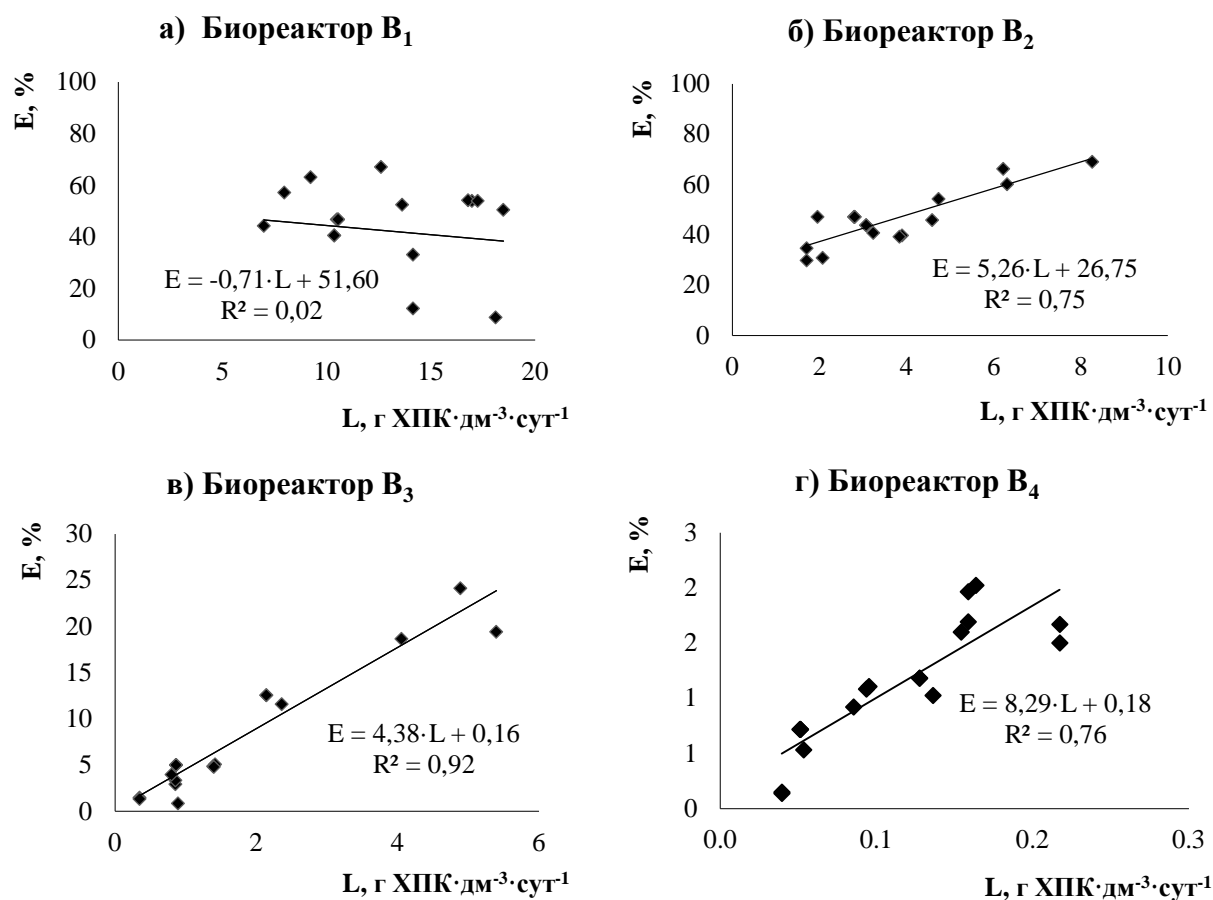 а) Биореактор В₁
E, %
100
80
60
40
20
0
E = -0,71·L + 51,60
R² = 0,02
0 5 10 15 20
L, г ХПК·дм⁻³·сут⁻¹
б) Биореактор В₂
E, %
100
80
60
40
20
0
E = 5,26·L + 26,75
R² = 0,75
0 2 4 6 8 10
L, г ХПК·дм⁻³·сут⁻¹
в) Биореактор В₃
E, %
30
25
20
15
10
5
0
E = 4,38·L + 0,16
R² = 0,92
0 2 4 6
L, г ХПК·дм⁻³·сут⁻¹
г) Биореактор В₄
E, %
3
2
2
1
1
0
E = 8,29·L + 0,18
R² = 0,76
0.0 0.1 0.2 0.3
L, г ХПК·дм⁻³·сут⁻¹